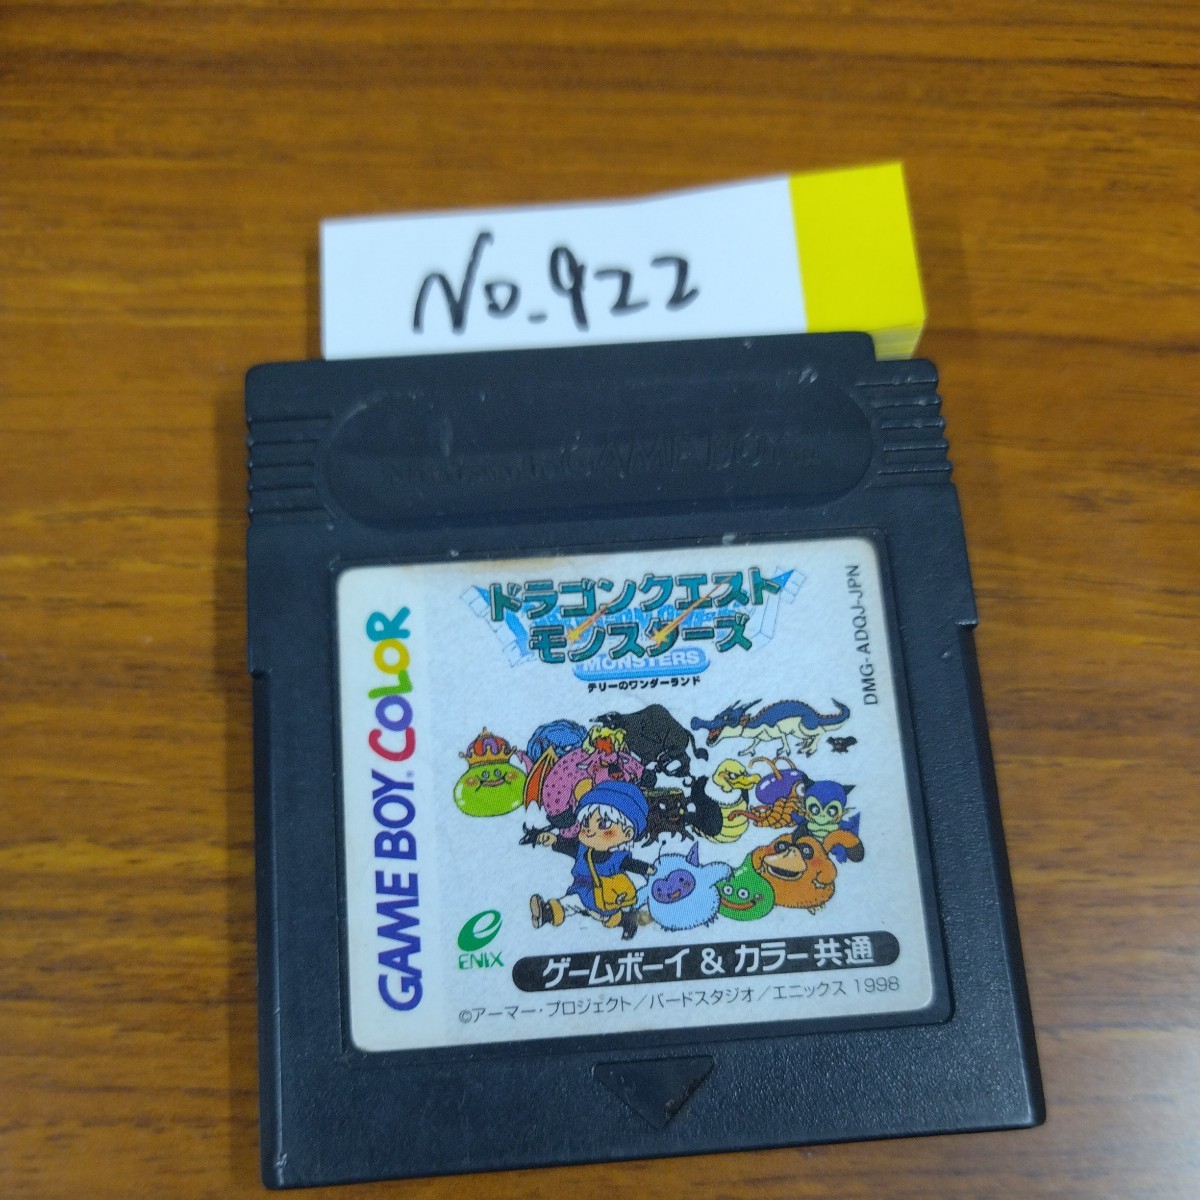 No.922
Nintendo GAME BOY
ドラゴンクエスト
モンスターズ
MONSTERS
テリーのワンダーランド
GAME BOY COLOR
DMG-ADQJ-JPN
ENIX
ゲームボーイ & カラー共通
©アーマー・プロジェクト/バードスタジオ/エニックス 1998